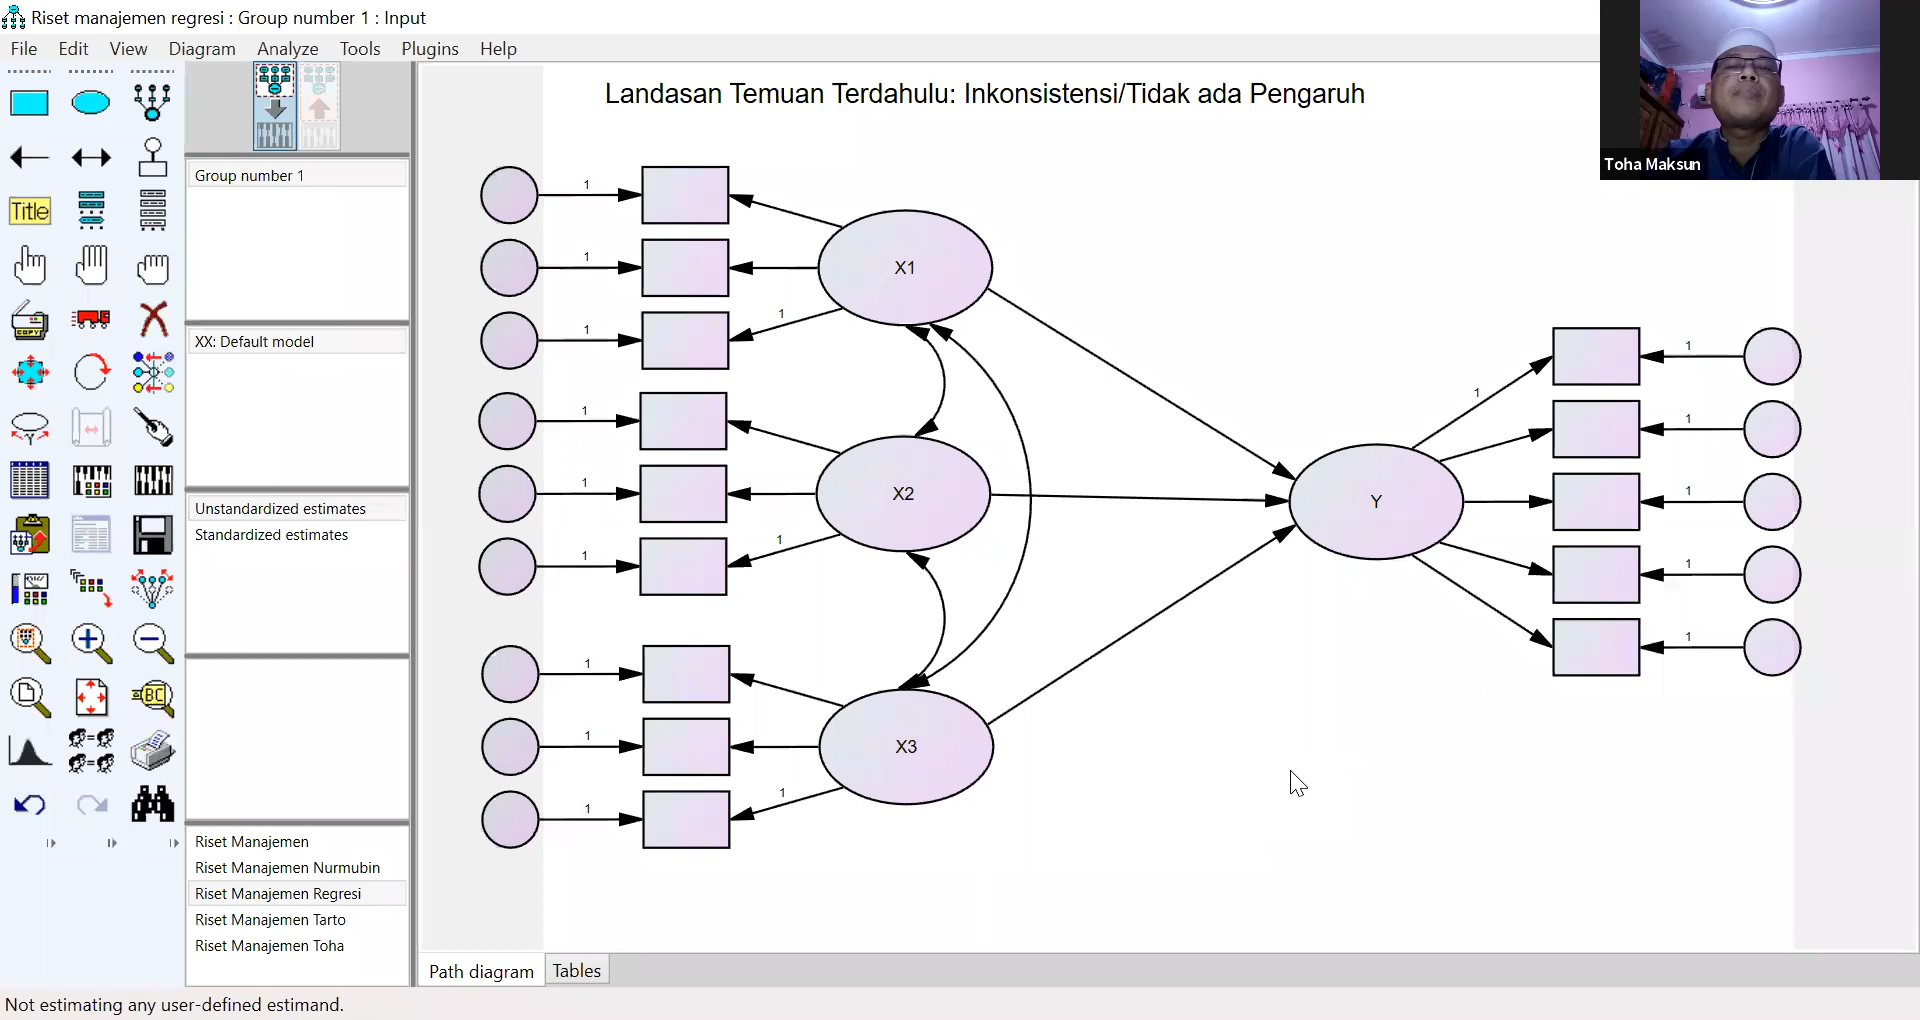 Riset manajemen regresi : Group number 1 : Input
File Edit View Diagram Analyze Tools Plugins Help
Toha Maksun
Title
COPY
Y
BC
Group number 1
XX: Default model
Unstandardized estimates
Standardized estimates
Riset Manajemen
Riset Manajemen Nurmubin
Riset Manajemen Regresi
Riset Manajemen Tarto
Riset Manajemen Toha
Landasan Temuan Terdahulu: Inkonsistensi/Tidak ada Pengaruh
1
1
1
1
X1
1
1
1
1
X2
1
1
1
1
X3
Y
1
1
1
1
1
1
Path diagram
Tables
Not estimating any user-defined estimand.